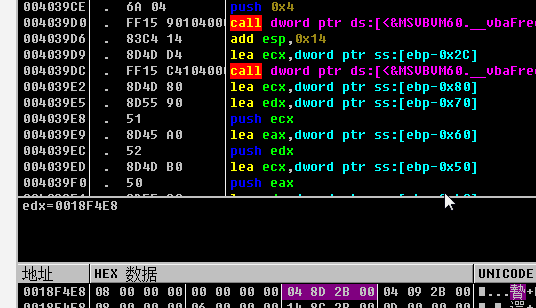 004039CE . 6A 04 push 0x4
004039D0 . FF15 90104000 call dword ptr ds:[<&MSVBVM60.__vbaFree
004039D6 . 83C4 14 add esp,0x14
004039D9 . 8D4D D4 lea ecx,dword ptr ss:[ebp-0x2C]
004039DC . FF15 C4104000 call dword ptr ds:[<&MSVBVM60.__vbaFree
004039E2 . 8D4D 80 lea ecx,dword ptr ss:[ebp-0x80]
004039E5 . 8D55 90 lea edx,dword ptr ss:[ebp-0x70]
004039E8 . 51 push ecx
004039E9 . 8D45 A0 lea eax,dword ptr ss:[ebp-0x60]
004039EC . 52 push edx
004039ED . 8D4D B0 lea ecx,dword ptr ss:[ebp-0x50]
004039F0 . 50 push eax
edx=0018F4E8
地址 HEX 数据 UNICODE
0018F4E8 08 00 00 00 00 00 00 00 04 8D 2B 00 04 09 2B 00